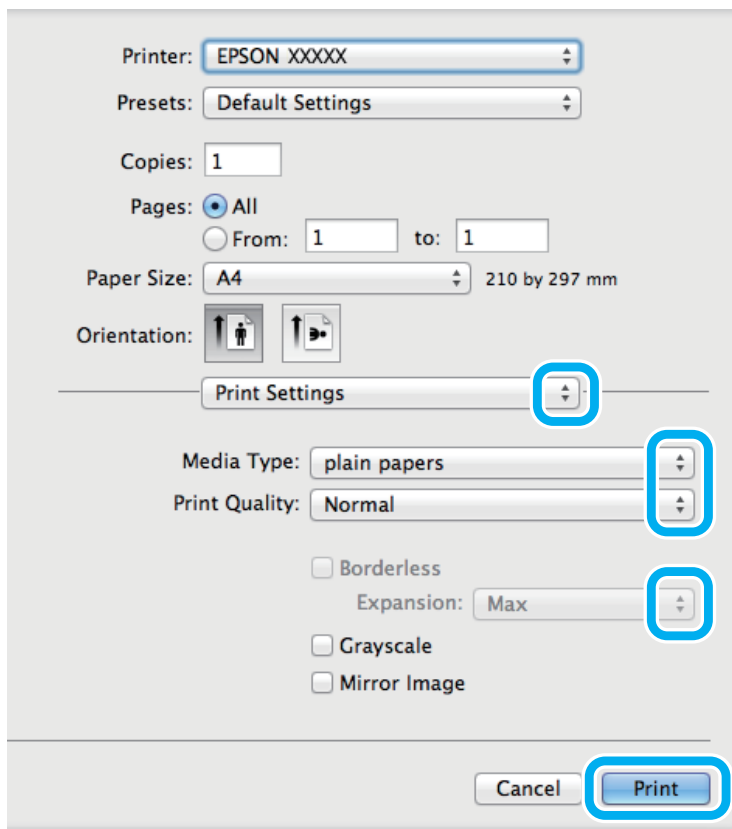 Printer: EPSON XXXXX
Presets: Default Settings
Copies: 1
Pages: All
From: 1 to: 1
Paper Size: A4 210 by 297 mm
Orientation:
Print Settings
Media Type: plain papers
Print Quality: Normal
Borderless
Expansion: Max
Grayscale
Mirror Image
Cancel Print